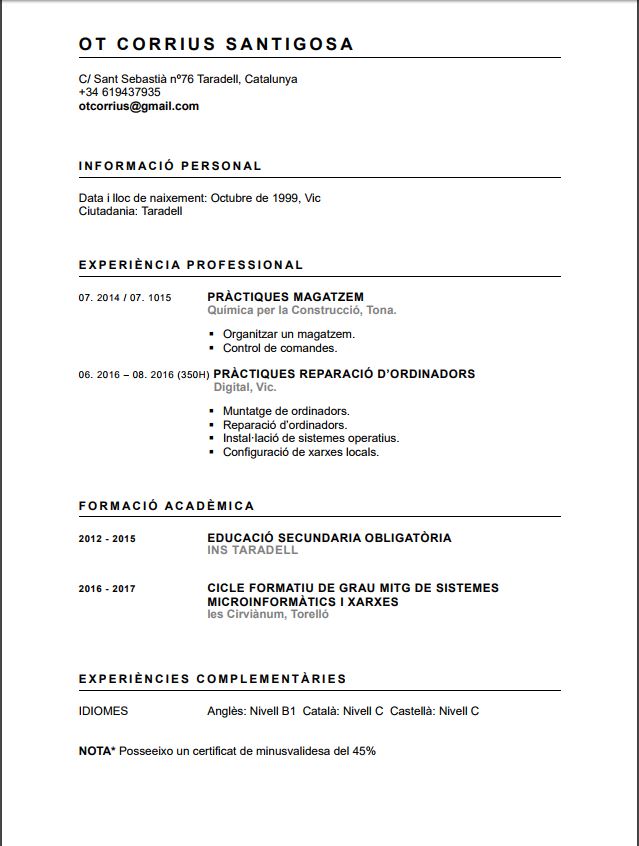 OT CORRIUS SANTIGOSA
C/ Sant Sebastià nº76 Taradell, Catalunya
+34 619437935
otcorrius@gmail.com
INFORMACIÓ PERSONAL
Data i lloc de naixement: Octubre de 1999, Vic
Ciutadania: Taradell
EXPERIÈNCIA PROFESSIONAL
07. 2014 / 07. 1015 PRÀCTIQUES MAGATZEM
Química per la Construcció, Tona.
▪ Organitzar un magatzem.
▪ Control de comandes.
06. 2016 – 08. 2016 (350H) PRÀCTIQUES REPARACIÓ D’ORDINADORS
Digital, Vic.
▪ Muntatge de ordinadors.
▪ Reparació d’ordinadors.
▪ Instal·lació de sistemes operatius.
▪ Configuració de xarxes locals.
FORMACIÓ ACADÈMICA
2012 - 2015 EDUCACIÓ SECUNDARIA OBLIGATÒRIA
INS TARADELL
2016 - 2017 CICLE FORMATIU DE GRAU MITG DE SISTEMES
MICROINFORMÀTICS I XARXES
Ies Cirviànum, Torelló
EXPERIÈNCIES COMPLEMENTÀRIES
IDIOMES Anglès: Nivell B1 Català: Nivell C Castellà: Nivell C
NOTA* Posseeixo un certificat de minusvalidesa del 45%